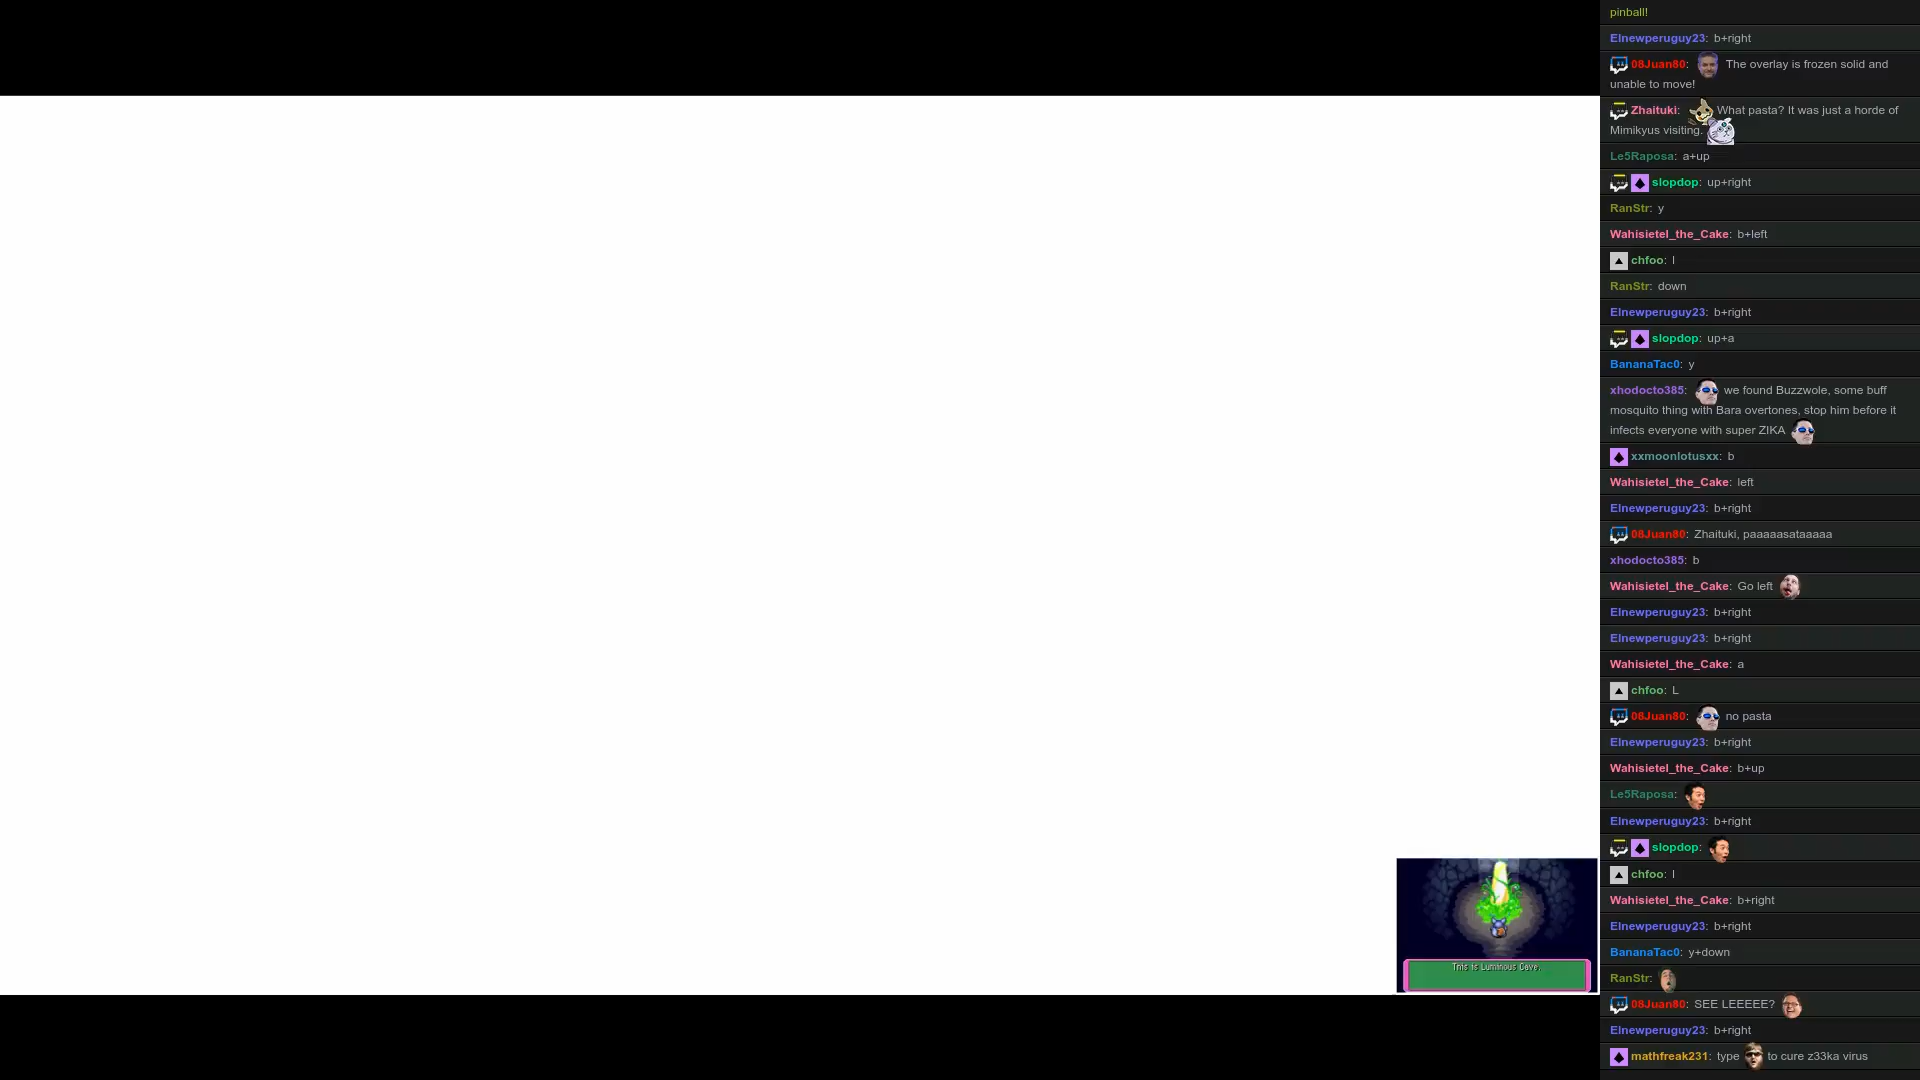 pinball!
Elnewperuguy23: b+right
08Juan80: The overlay is frozen solid and
unable to move!
Zhaituki: What pasta? It was just a horde of
Mimikyus visiting.
Le5Raposa: a+up
slopdop: up+right
RanStr: y
Wahisietel_the_Cake: b+left
chfoo: l
RanStr: down
Elnewperuguy23: b+right
slopdop: up+a
BananaTac0: y
xhodocto385: we found Buzzwole, some buff
mosquito thing with Bara overtones, stop him before it
infects everyone with super ZIKA
xxmoonlotusxx: b
Wahisietel_the_Cake: left
Elnewperuguy23: b+right
08Juan80: Zhaituki, paaaaasataaaaa
xhodocto385: b
Wahisietel_the_Cake: Go left
Elnewperuguy23: b+right
Elnewperuguy23: b+right
Wahisietel_the_Cake: a
chfoo: L
08Juan80: no pasta
Elnewperuguy23: b+right
Wahisietel_the_Cake: b+up
Le5Raposa:
Elnewperuguy23: b+right
slopdop:
chfoo: l
Wahisietel_the_Cake: b+right
Elnewperuguy23: b+right
BananaTac0: y+down
RanStr:
08Juan80: SEE LEEEEE?
Elnewperuguy23: b+right
mathfreak231: type to cure z33ka virus
This is Luminous Cave.